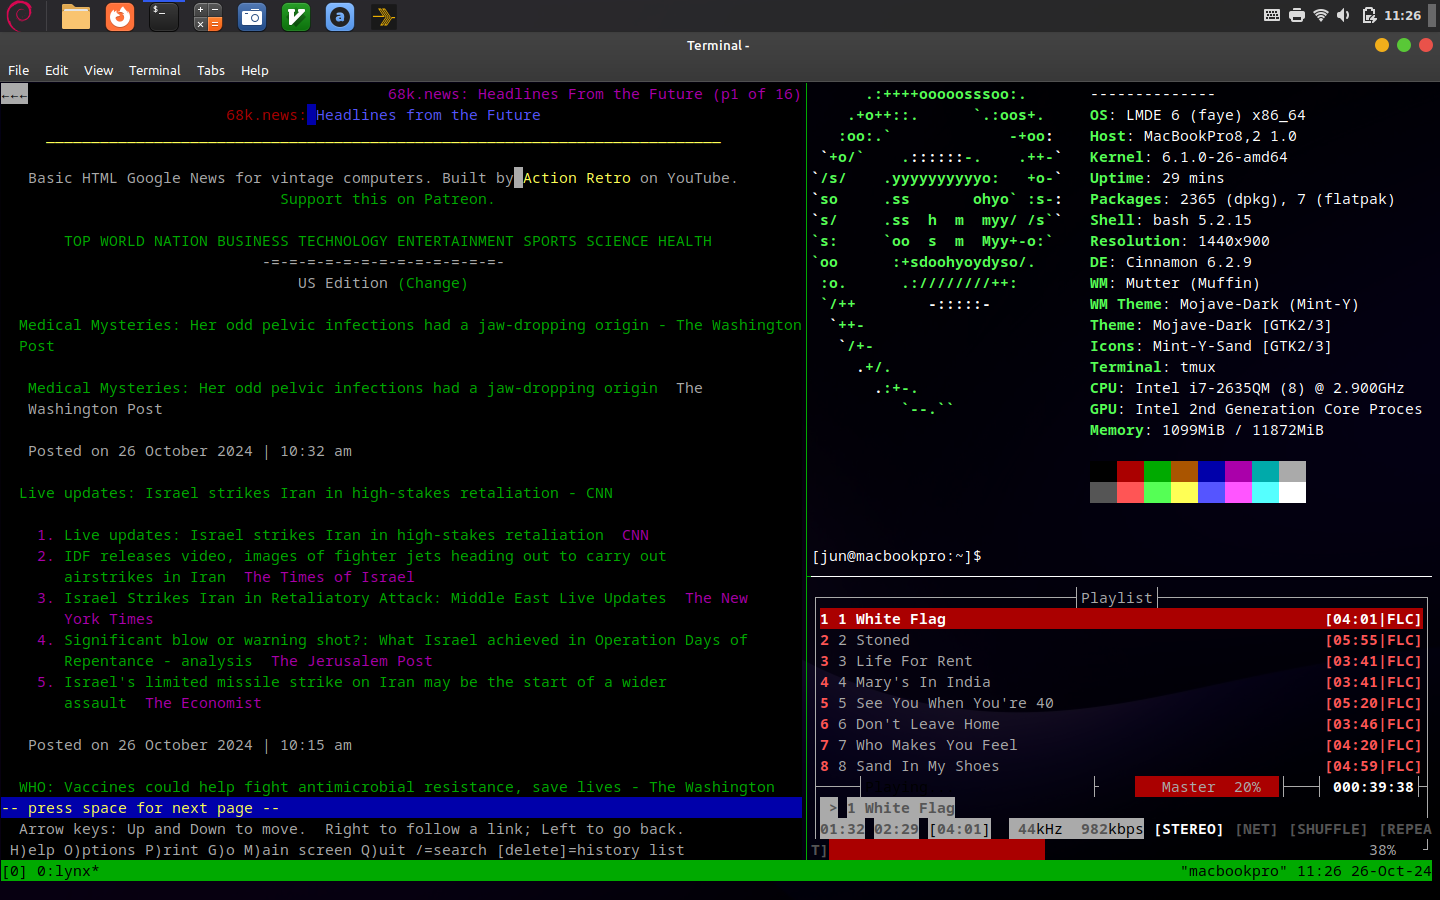 11:26
Terminal -
File Edit View Terminal Tabs Help
←←← 68k.news: Headlines From the Future (p1 of 16)
68k.news: Headlines from the Future
Basic HTML Google News for vintage computers. Built by Action Retro on YouTube.
Support this on Patreon.
TOP WORLD NATION BUSINESS TECHNOLOGY ENTERTAINMENT SPORTS SCIENCE HEALTH
-=-=-=-=-=-=-=-=-=-=-=-=-=-
US Edition (Change)
Medical Mysteries: Her odd pelvic infections had a jaw-dropping origin - The Washington
Post
Medical Mysteries: Her odd pelvic infections had a jaw-dropping origin The
Washington Post
Posted on 26 October 2024 | 10:32 am
Live updates: Israel strikes Iran in high-stakes retaliation - CNN
1. Live updates: Israel strikes Iran in high-stakes retaliation CNN
2. IDF releases video, images of fighter jets heading out to carry out
airstrikes in Iran The Times of Israel
3. Israel Strikes Iran in Retaliatory Attack: Middle East Live Updates The New
York Times
4. Significant blow or warning shot?: What Israel achieved in Operation Days of
Repentance - analysis The Jerusalem Post
5. Israel's limited missile strike on Iran may be the start of a wider
assault The Economist
Posted on 26 October 2024 | 10:15 am
WHO: Vaccines could help fight antimicrobial resistance, save lives - The Washington
-- press space for next page --
Arrow keys: Up and Down to move. Right to follow a link; Left to go back.
H)elp O)ptions P)rint G)o M)ain screen Q)uit /=search [delete]=history list
.:++++ooooosssoo:. --------------
.+o++::. `.:oos+. OS: LMDE 6 (faye) x86_64
:oo:.` -+oo: Host: MacBookPro8,2 1.0
`+o/` .::::::-. .++-` Kernel: 6.1.0-26-amd64
`/s/ .yyyyyyyyyyo: +o-` Uptime: 29 mins
`so .ss ohyo` :s-: Packages: 2365 (dpkg), 7 (flatpak)
`s/ .ss h m myy/ /s`` Shell: bash 5.2.15
`s: `oo s m Myy+-o:` Resolution: 1440x900
`oo :+sdoohyoydyso/. DE: Cinnamon 6.2.9
:o. .:////////++: WM: Mutter (Muffin)
`/++ -:::::- WM Theme: Mojave-Dark (Mint-Y)
`++- Theme: Mojave-Dark [GTK2/3]
`/+- Icons: Mint-Y-Sand [GTK2/3]
.+/. Terminal: tmux
.:+-. CPU: Intel i7-2635QM (8) @ 2.900GHz
`--.`` GPU: Intel 2nd Generation Core Proces
Memory: 1099MiB / 11872MiB
[jun@macbookpro:~]$
Playlist
1 1 White Flag [04:01|FLC]
2 2 Stoned [05:55|FLC]
3 3 Life For Rent [03:41|FLC]
4 4 Mary's In India [03:41|FLC]
5 5 See You When You're 40 [05:20|FLC]
6 6 Don't Leave Home [03:46|FLC]
7 7 Who Makes You Feel [04:20|FLC]
8 8 Sand In My Shoes [04:59|FLC]
Master 20% 000:39:38
> 1 White Flag
01:32 02:29 [04:01] 44kHz 982kbps [STEREO] [NET] [SHUFFLE] [REPEA
T] 38%
[0] 0:lynx* "macbookpro" 11:26 26-Oct-24